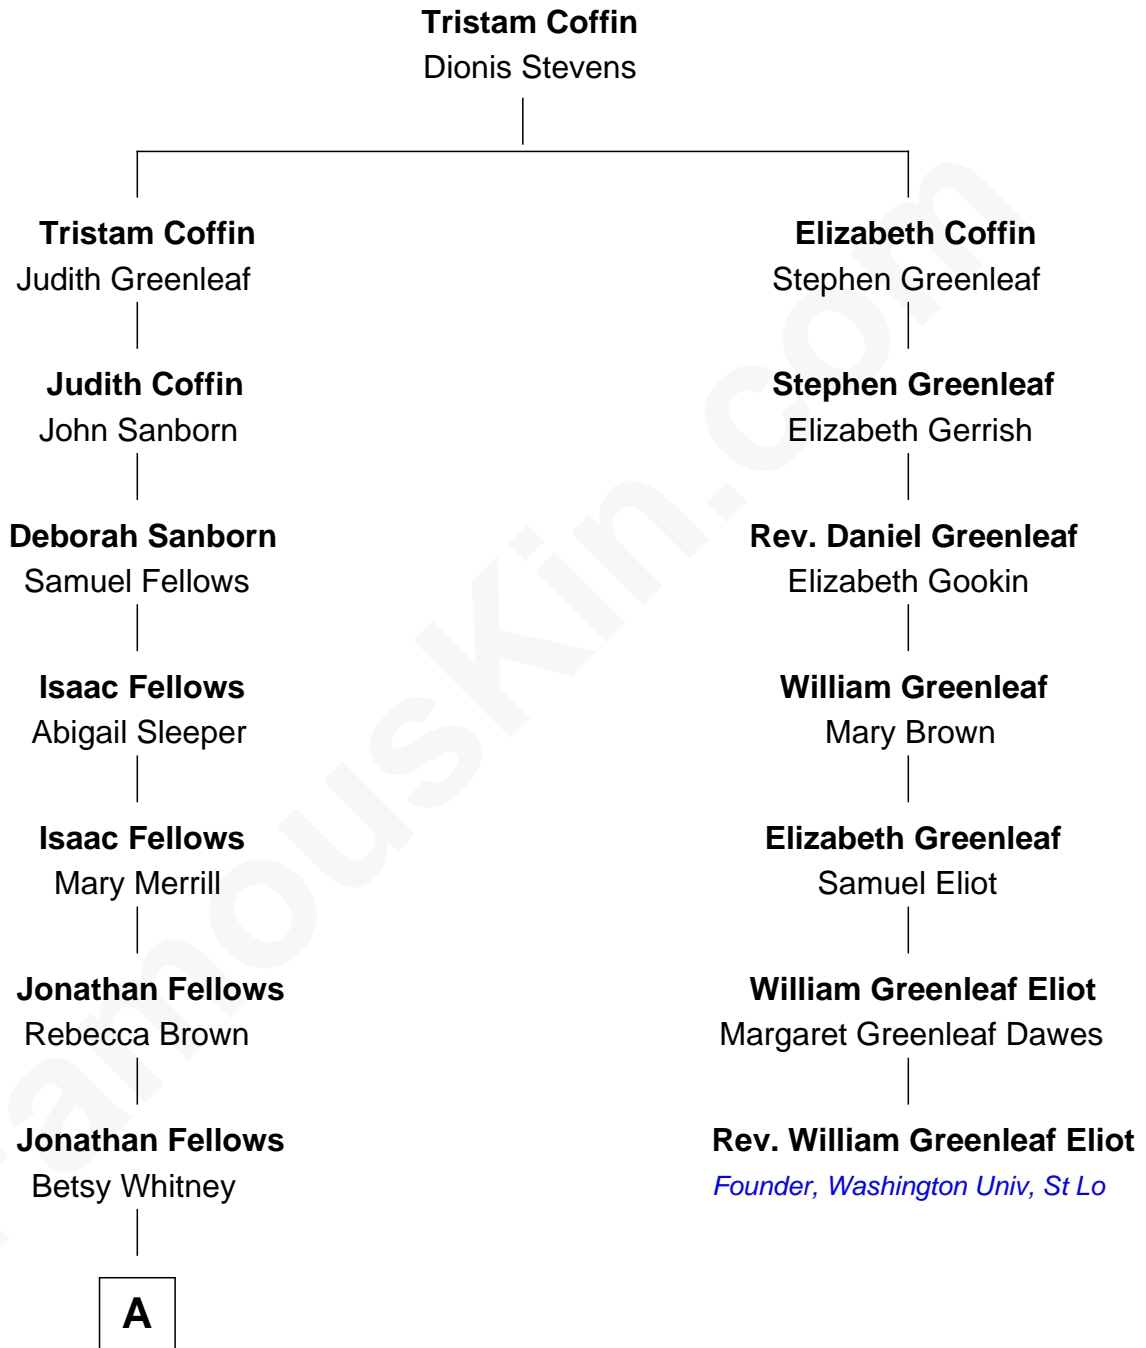 Tristam Coffin
Dionis Stevens
Tristam Coffin
Judith Greenleaf
Elizabeth Coffin
Stephen Greenleaf
Judith Coffin
John Sanborn
Stephen Greenleaf
Elizabeth Gerrish
Deborah Sanborn
Samuel Fellows
Rev. Daniel Greenleaf
Elizabeth Gookin
Isaac Fellows
Abigail Sleeper
William Greenleaf
Mary Brown
Isaac Fellows
Mary Merrill
Elizabeth Greenleaf
Samuel Eliot
Jonathan Fellows
Rebecca Brown
William Greenleaf Eliot
Margaret Greenleaf Dawes
Jonathan Fellows
Betsy Whitney
Rev. William Greenleaf Eliot
Founder, Washington Univ, St Lo
A
FamousKin.com